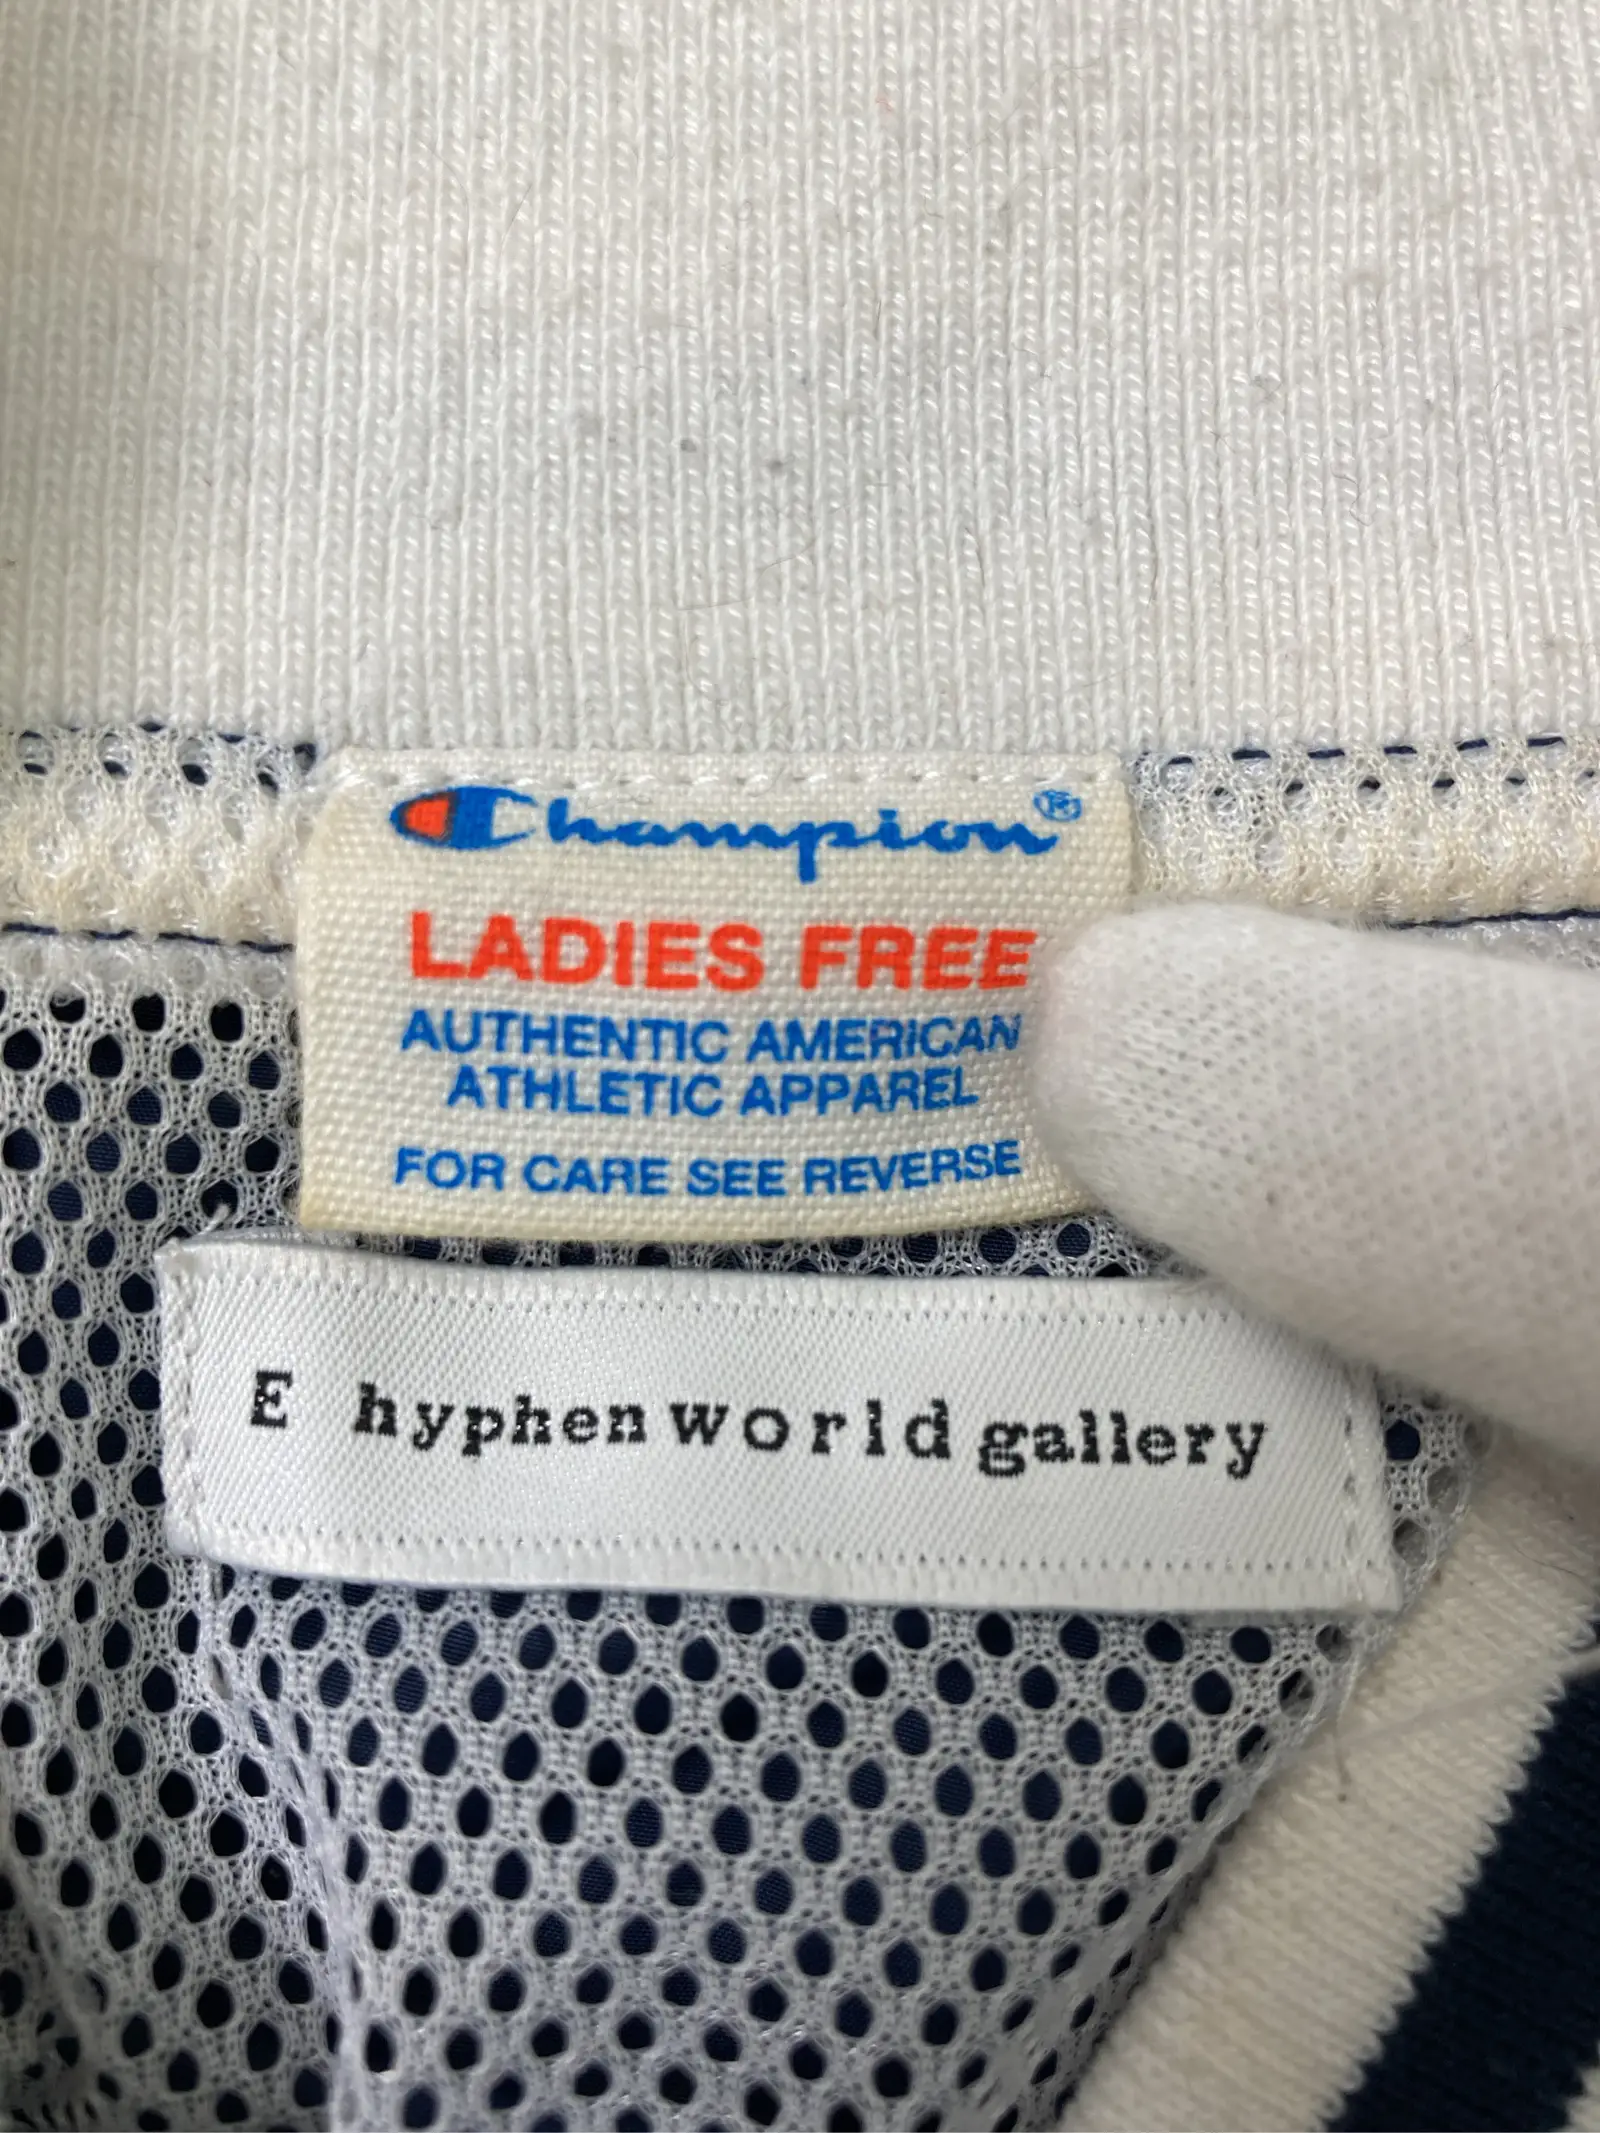 Champion®
LADIES FREE
AUTHENTIC AMERICAN
ATHLETIC APPAREL
FOR CARE SEE REVERSE
E hyphen world gallery